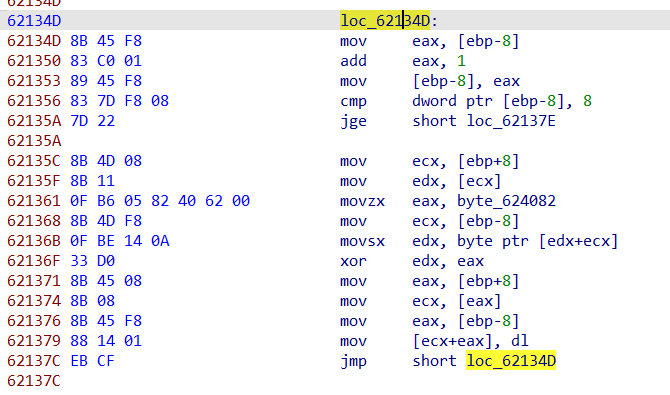 62134D
62134D loc_62134D:
62134D 8B 45 F8 mov eax, [ebp-8]
621350 83 C0 01 add eax, 1
621353 89 45 F8 mov [ebp-8], eax
621356 83 7D F8 08 cmp dword ptr [ebp-8], 8
62135A 7D 22 jge short loc_62137E
62135A
62135C 8B 4D 08 mov ecx, [ebp+8]
62135F 8B 11 mov edx, [ecx]
621361 0F B6 05 82 40 62 00 movzx eax, byte_624082
621368 8B 4D F8 mov ecx, [ebp-8]
62136B 0F BE 14 0A movsx edx, byte ptr [edx+ecx]
62136F 33 D0 xor edx, eax
621371 8B 45 08 mov eax, [ebp+8]
621374 8B 08 mov ecx, [eax]
621376 8B 45 F8 mov eax, [ebp-8]
621379 88 14 01 mov [ecx+eax], dl
62137C EB CF jmp short loc_62134D
62137C